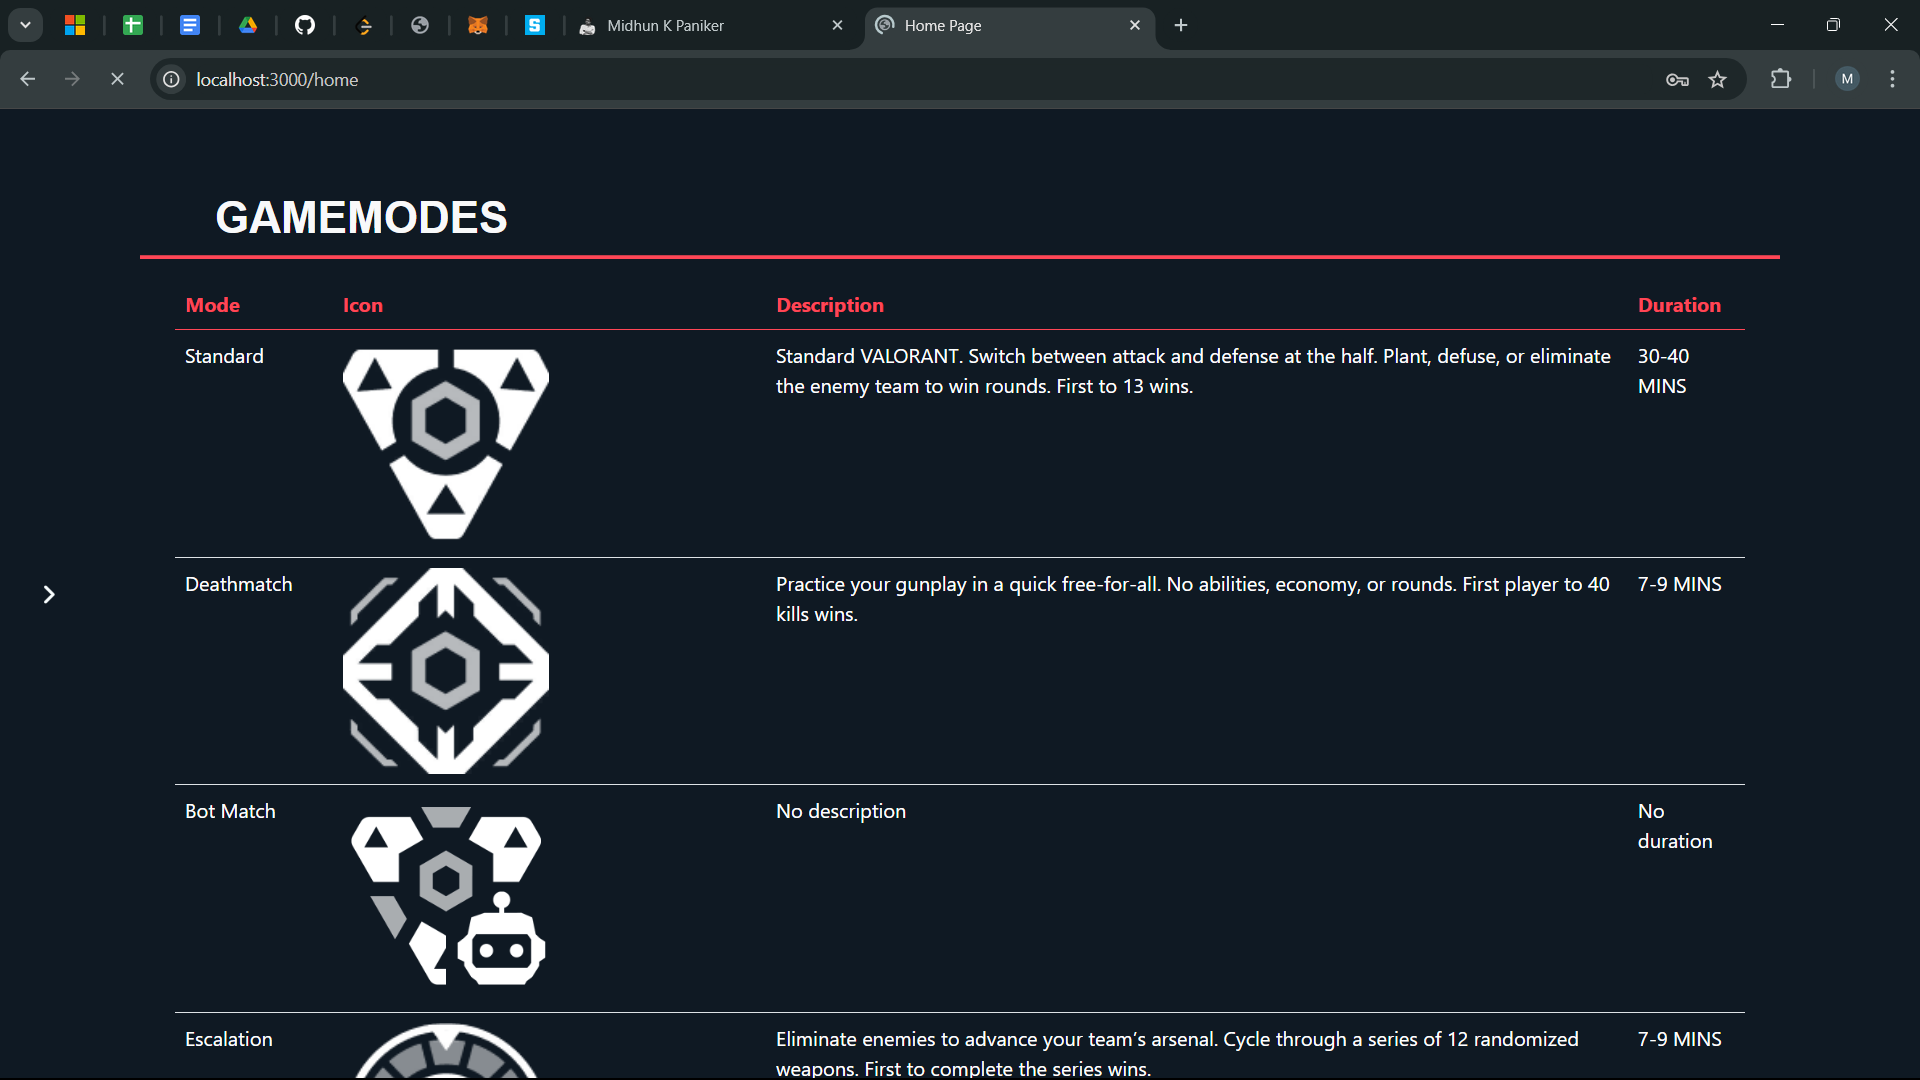 Midhun K Paniker
Home Page
localhost:3000/home
M
GAMEMODES
Mode Icon Description Duration
Standard
Standard VALORANT. Switch between attack and defense at the half. Plant, defuse, or eliminate
the enemy team to win rounds. First to 13 wins.
30-40
MINS
Deathmatch
Practice your gunplay in a quick free-for-all. No abilities, economy, or rounds. First player to 40
kills wins.
7-9 MINS
Bot Match
No description
No
duration
Escalation
Eliminate enemies to advance your team's arsenal. Cycle through a series of 12 randomized
weapons. First to complete the series wins.
7-9 MINS